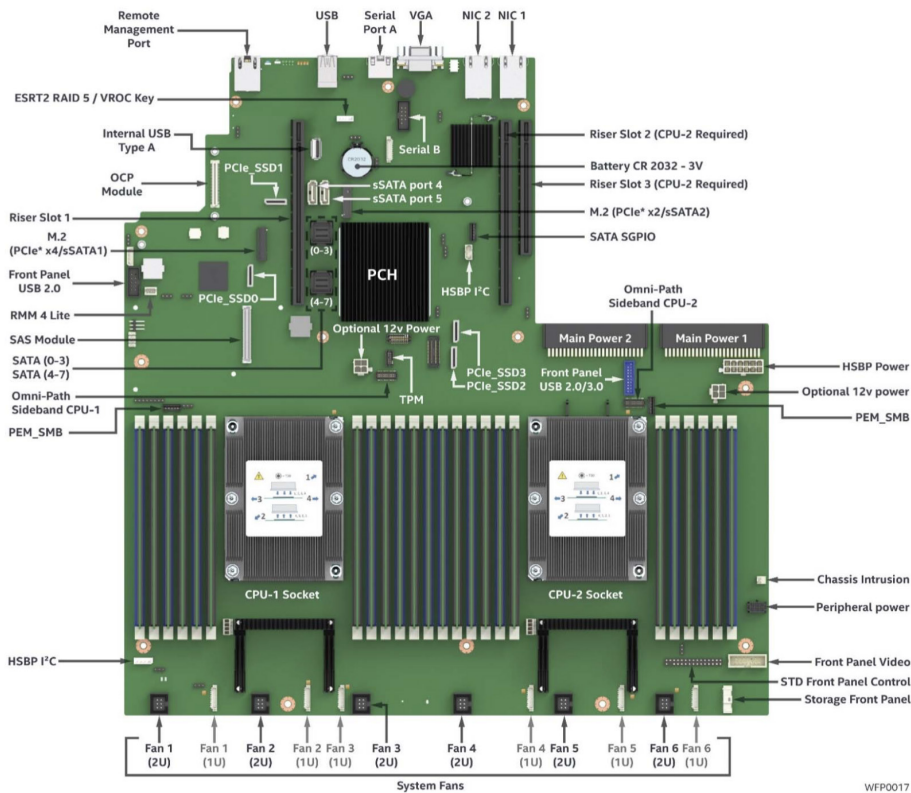 Remote
Management
Port
USB
Serial
Port A
VGA
NIC 2
NIC 1
ESRT2 RAID 5 / VROC Key
Internal USB
Type A
Serial B
Riser Slot 2 (CPU-2 Required)
Battery CR 2032 - 3V
Riser Slot 3 (CPU-2 Required)
OCP
Module
PCIe_SSD1
sSATA port 4
sSATA port 5
M.2 (PCIe* x2/sSATA2)
SATA SGPIO
Riser Slot 1
M.2
(PCIe* x4/sSATA1)
(0-3)
PCH
HSBP I²C
Front Panel
USB 2.0
PCIe_SSD0
(4-7)
Omni-Path
Sideband CPU-2
RMM 4 Lite
SAS Module
Optional 12v Power
Main Power 2
Main Power 1
SATA (0-3)
SATA (4-7)
PCIe_SSD3
PCIe_SSD2
Front Panel
USB 2.0/3.0
HSBP Power
Omni-Path
Sideband CPU-1
TPM
Optional 12v power
PEM_SMB
PEM_SMB
1
3
4
2
1
3
4
2
CPU-1 Socket
CPU-2 Socket
Chassis Intrusion
Peripheral power
HSBP I²C
Front Panel Video
STD Front Panel Control
Storage Front Panel
Fan 1
(2U)
Fan 1
(1U)
Fan 2
(2U)
Fan 2
(1U)
Fan 3
(1U)
Fan 3
(2U)
Fan 4
(2U)
Fan 4
(1U)
Fan 5
(2U)
Fan 5
(1U)
Fan 6
(2U)
Fan 6
(1U)
System Fans
WFP0017